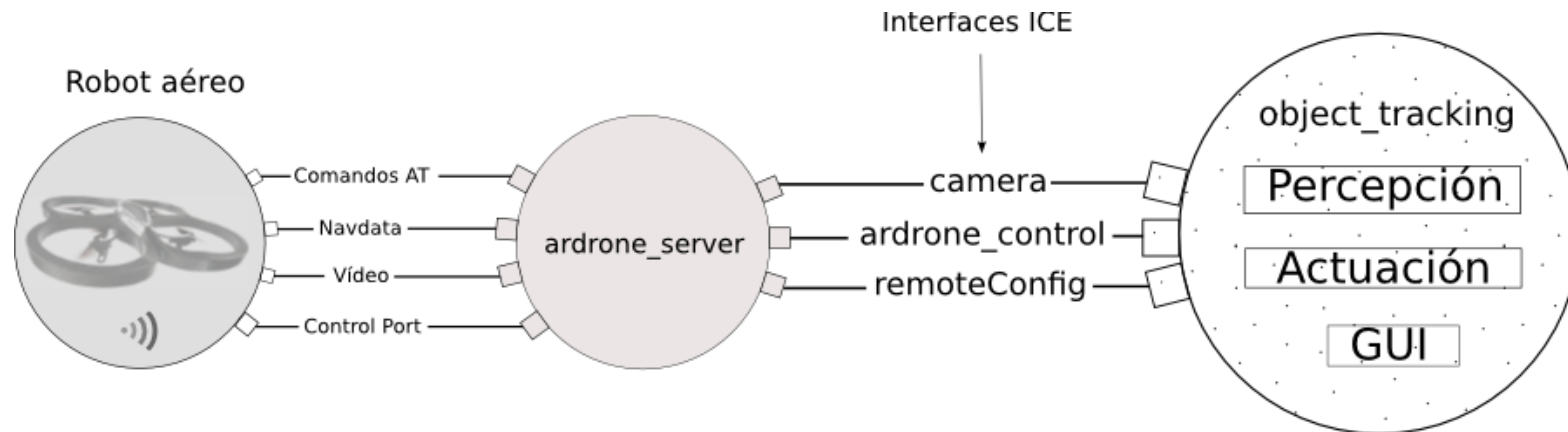 Interfaces ICE
Robot aéreo
Comandos AT
Navdata
Vídeo
Control Port
ardrone_server
camera
ardrone_control
remoteConfig
object_tracking
Percepción
Actuación
GUI